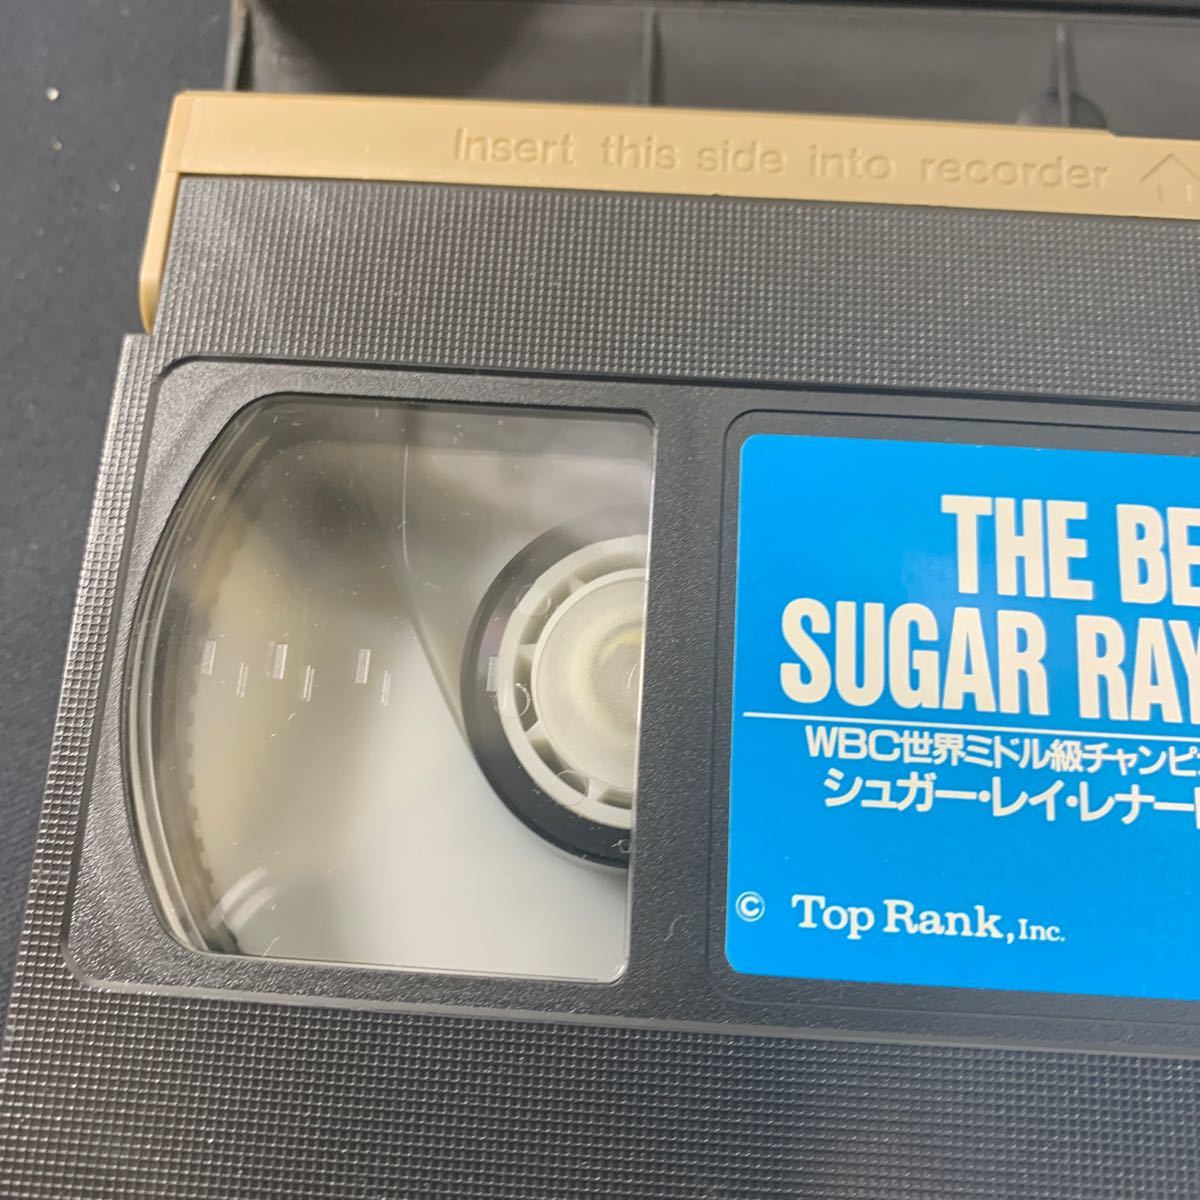 Insert this side into recorder
THE BE
SUGAR RAY
WBC世界ミドル級チャンピ
シュガー・レイ・レナー
© Top Rank, Inc.